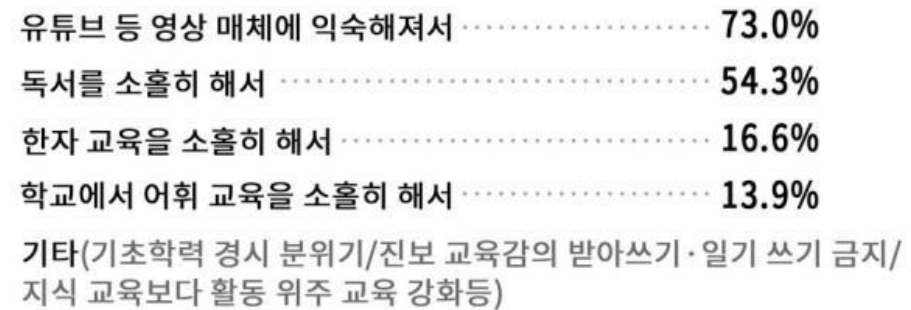 유튜브 등 영상 매체에 익숙해져서 73.0%
독서를 소홀히 해서 54.3%
한자 교육을 소홀히 해서 16.6%
학교에서 어휘 교육을 소홀히 해서 13.9%
기타(기초학력 경시 분위기/진보 교육감의 받아쓰기·일기 쓰기 금지/
지식 교육보다 활동 위주 교육 강화등)